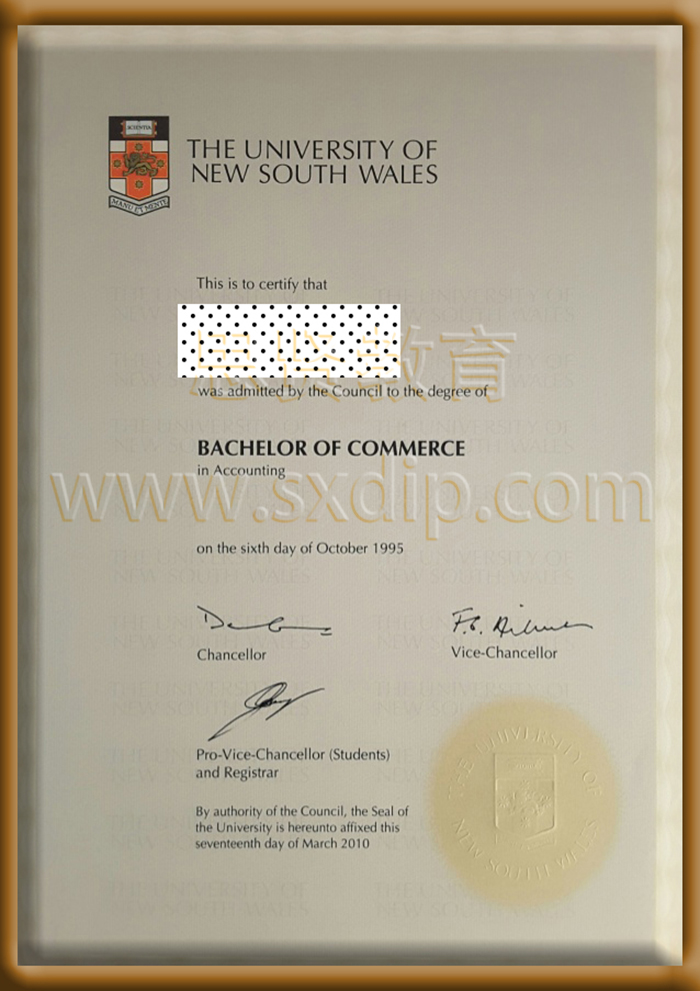 SCIENTIA
MANU ET MENTE
THE UNIVERSITY OF
NEW SOUTH WALES
This is to certify that
思贤教育
was admitted by the Council to the degree of
BACHELOR OF COMMERCE
in Accounting
www.sxdip.com
on the sixth day of October 1995
Chancellor
F.G. Hilmer
Vice-Chancellor
Pro-Vice-Chancellor (Students)
and Registrar
By authority of the Council, the Seal of
the University is hereunto affixed this
seventeenth day of March 2010
THE UNIVERSITY OF
NEW SOUTH WALES